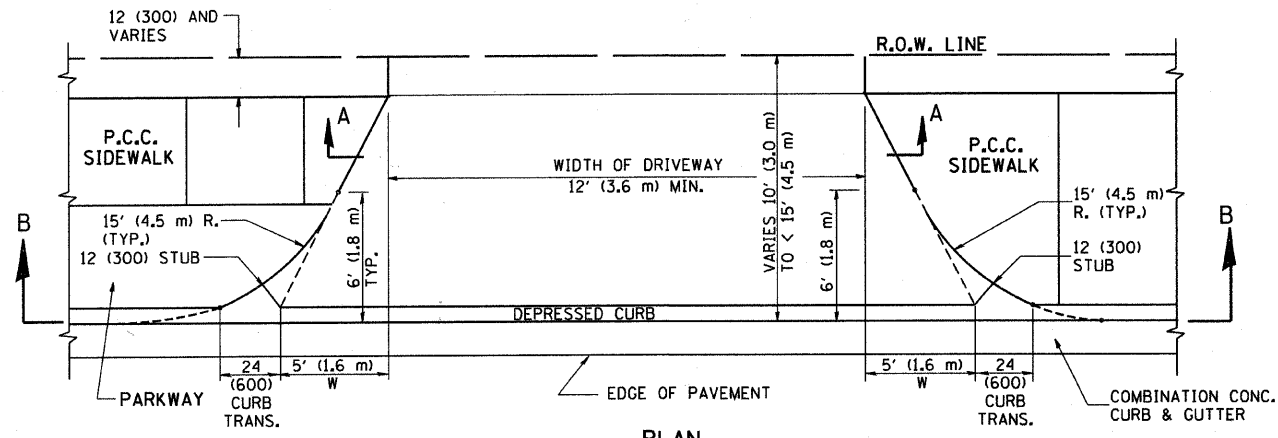 12 (300) AND
VARIES
R.O.W. LINE
P.C.C.
SIDEWALK
A
WIDTH OF DRIVEWAY
12' (3.6 m) MIN.
VARIES 10' (3.0 m)
TO < 15' (4.5 m)
A
P.C.C.
SIDEWALK
B
15' (4.5 m) R.
(TYP.)
12 (300) STUB
6' (1.8 m)
TYP.
6' (1.8 m)
15' (4.5 m)
R. (TYP.)
12 (300)
STUB
B
DEPRESSED CURB
24
(600)
CURB
TRANS.
5' (1.6 m)
W
5' (1.6 m)
W
24
(600)
CURB
TRANS.
PARKWAY
EDGE OF PAVEMENT
COMBINATION CONC.
CURB & GUTTER
PLAN